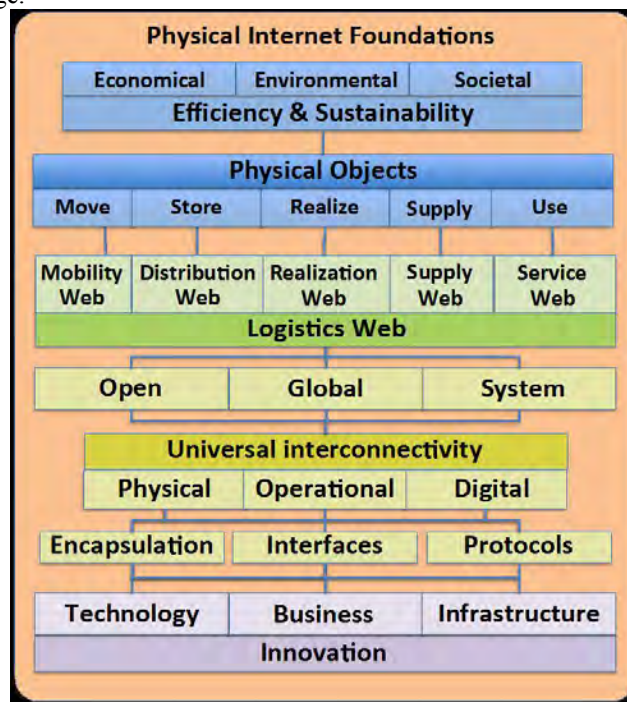 ge.
Physical Internet Foundations
Economical Environmental Societal
Efficiency & Sustainability
Physical Objects
Move Store Realize Supply Use
Mobility Web Distribution Web Realization Web Supply Web Service Web
Logistics Web
Open Global System
Universal interconnectivity
Physical Operational Digital
Encapsulation Interfaces Protocols
Technology Business Infrastructure
Innovation